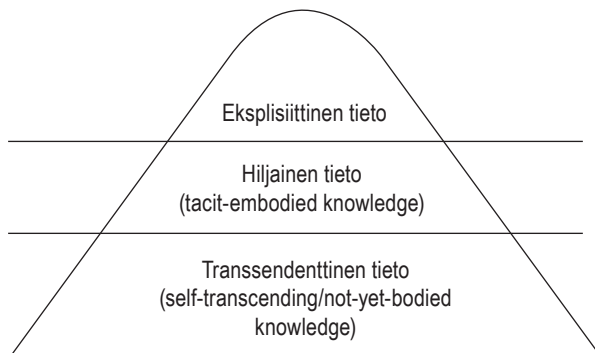 Eksplisiittinen tieto
Hiljainen tieto
(tacit-embodied knowledge)
Transsendenttinen tieto
(self-transcending/not-yet-bodied
knowledge)